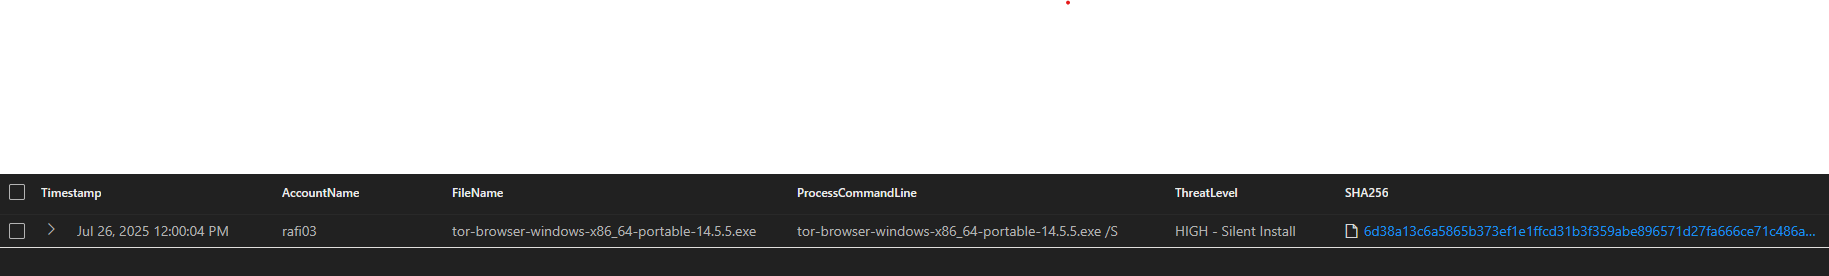 Timestamp AccountName FileName ProcessCommandLine ThreatLevel SHA256
Jul 26, 2025 12:00:04 PM rafi03 tor-browser-windows-x86_64-portable-14.5.5.exe tor-browser-windows-x86_64-portable-14.5.5.exe /S HIGH - Silent Install 6d38a13c6a5865b373ef1e1ffcd31b3f359abe896571d27fa666ce71c486a...